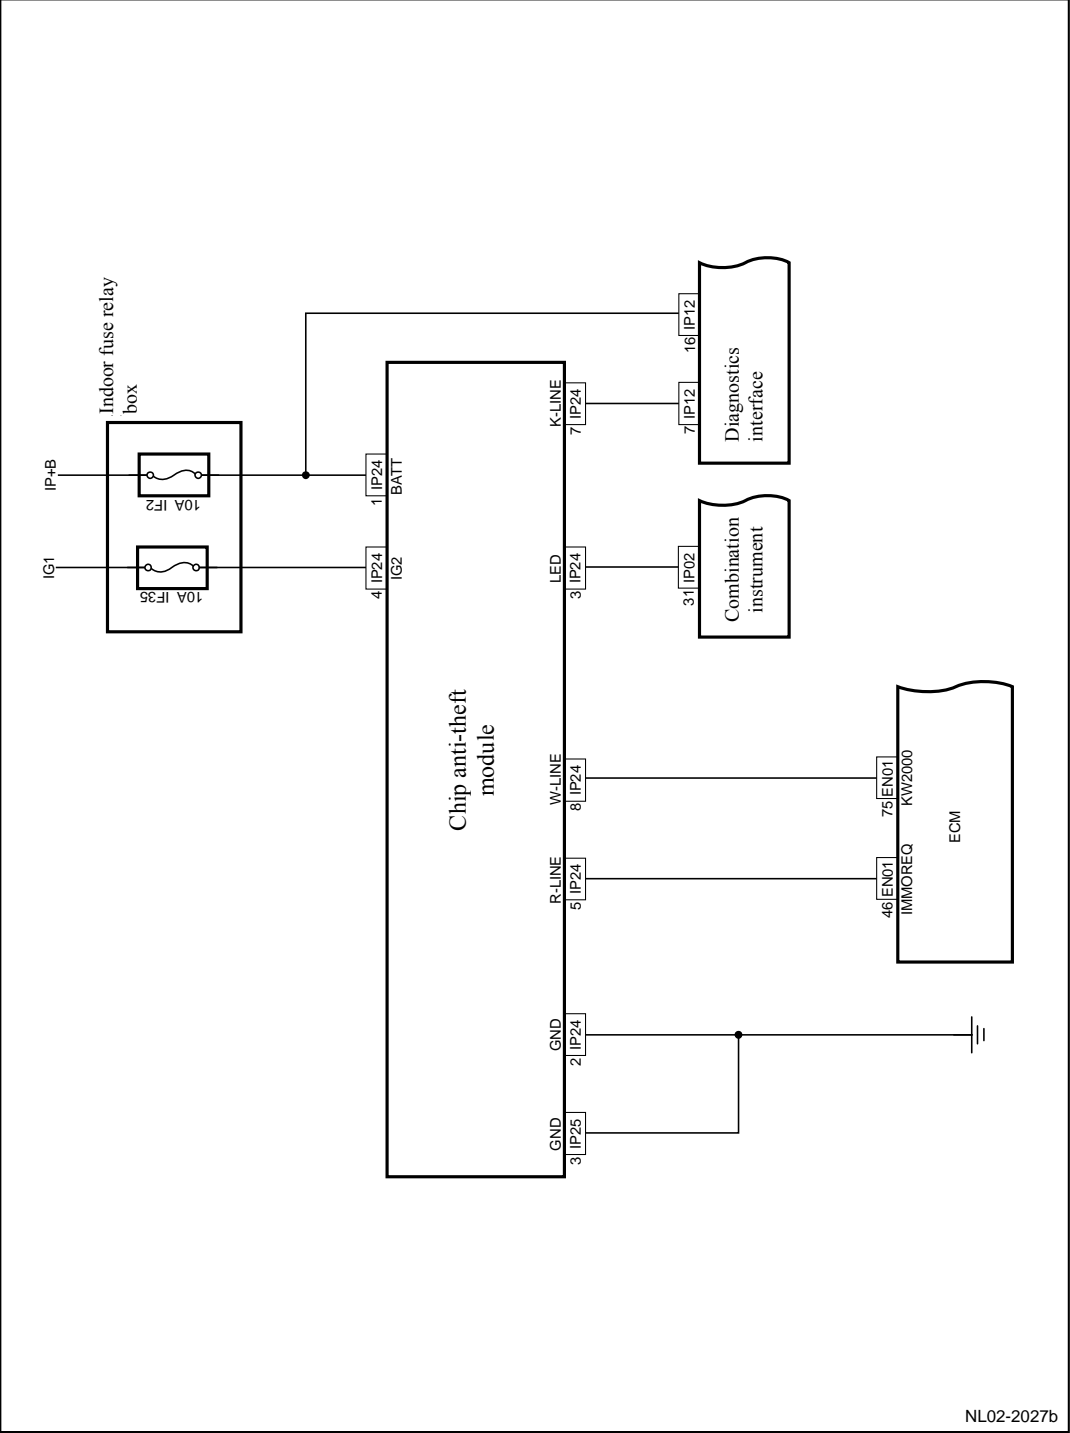 Indoor fuse relay
box
IP+B
10A IF2
IG1
10A IF35
1 IP24
BATT
4 IP24
IG2
Chip anti-theft
module
K-LINE
7 IP24
LED
3 IP24
W-LINE
8 IP24
R-LINE
5 IP24
GND
2 IP24
GND
3 IP25
16 IP12
7 IP12
Diagnostics
interface
31 IP02
Combination
instrument
75 EN01
KW2000
46 EN01
IMMOREQ
ECM
NL02-2027b